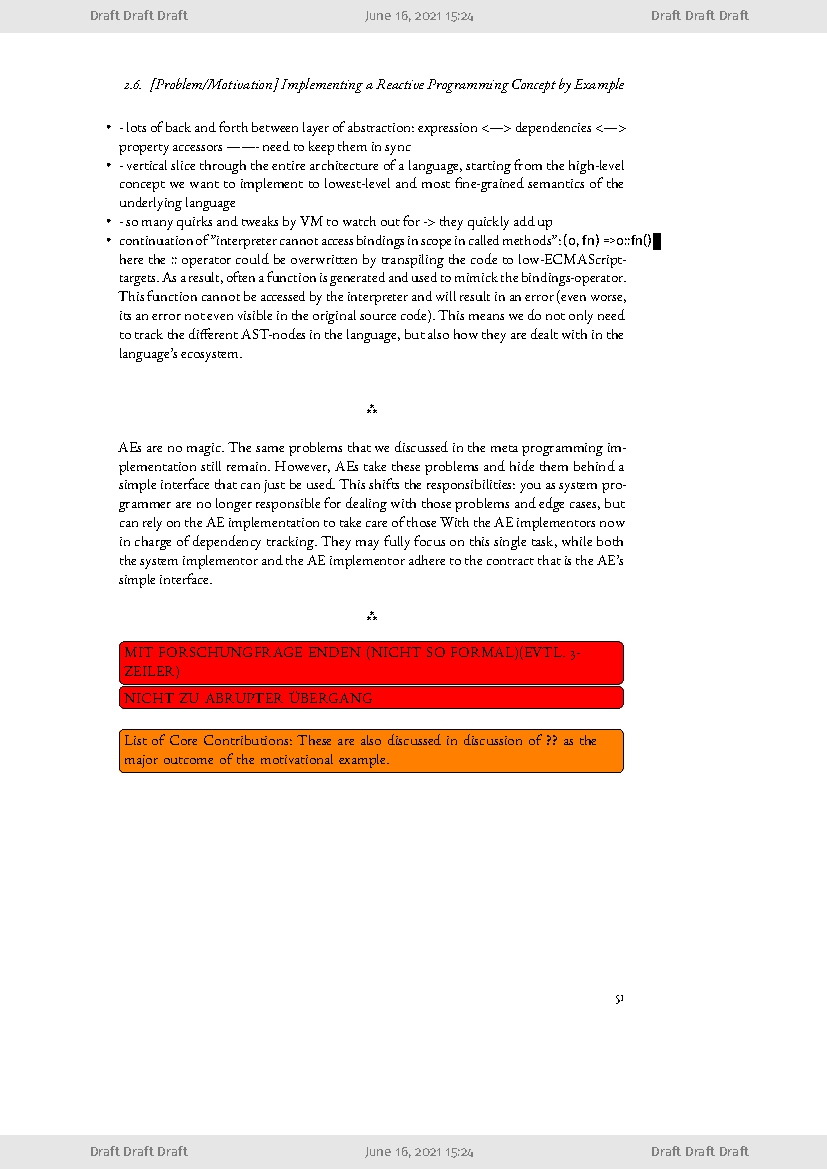 Draft Draft Draft June 16, 2021 15:24 Draft Draft Draft
2.6. [Problem/Motivation] Implementing a Reactive Programming Concept by Example
• - lots of back and forth between layer of abstraction: expression <—> dependencies <—>
property accessors ——- need to keep them in sync
• - vertical slice through the entire architecture of a language, starting from the high-level
concept we want to implement to lowest-level and most fine-grained semantics of the
underlying language
• - so many quirks and tweaks by VM to watch out for -> they quickly add up
• continuation of ”interpreter cannot access bindings in scope in called methods”: (o, fn) =>o::fn()
here the :: operator could be overwritten by transpiling the code to low-ECMAScript-
targets. As a result, often a function is generated and used to mimick the bindings-operator.
This function cannot be accessed by the interpreter and will result in an error (even worse,
its an error not even visible in the original source code). This means we do not only need
to track the different AST-nodes in the language, but also how they are dealt with in the
language’s ecosystem.
⁂
AEs are no magic. The same problems that we discussed in the meta programming im-
plementation still remain. However, AEs take these problems and hide them behind a
simple interface that can just be used. This shifts the responsibilities: you as system pro-
grammer are no longer responsible for dealing with those problems and edge cases, but
can rely on the AE implementation to take care of those With the AE implementors now
in charge of dependency tracking. They may fully focus on this single task, while both
the system implementor and the AE implementor adhere to the contract that is the AE’s
simple interface.
⁂
MIT FORSCHUNGFRAGE ENDEN (NICHT SO FORMAL)(EVTL. 3-
ZEILER)
NICHT ZU ABRUPTER ÜBERGANG
List of Core Contributions: These are also discussed in discussion of ?? as the
major outcome of the motivational example.
51
Draft Draft Draft June 16, 2021 15:24 Draft Draft Draft